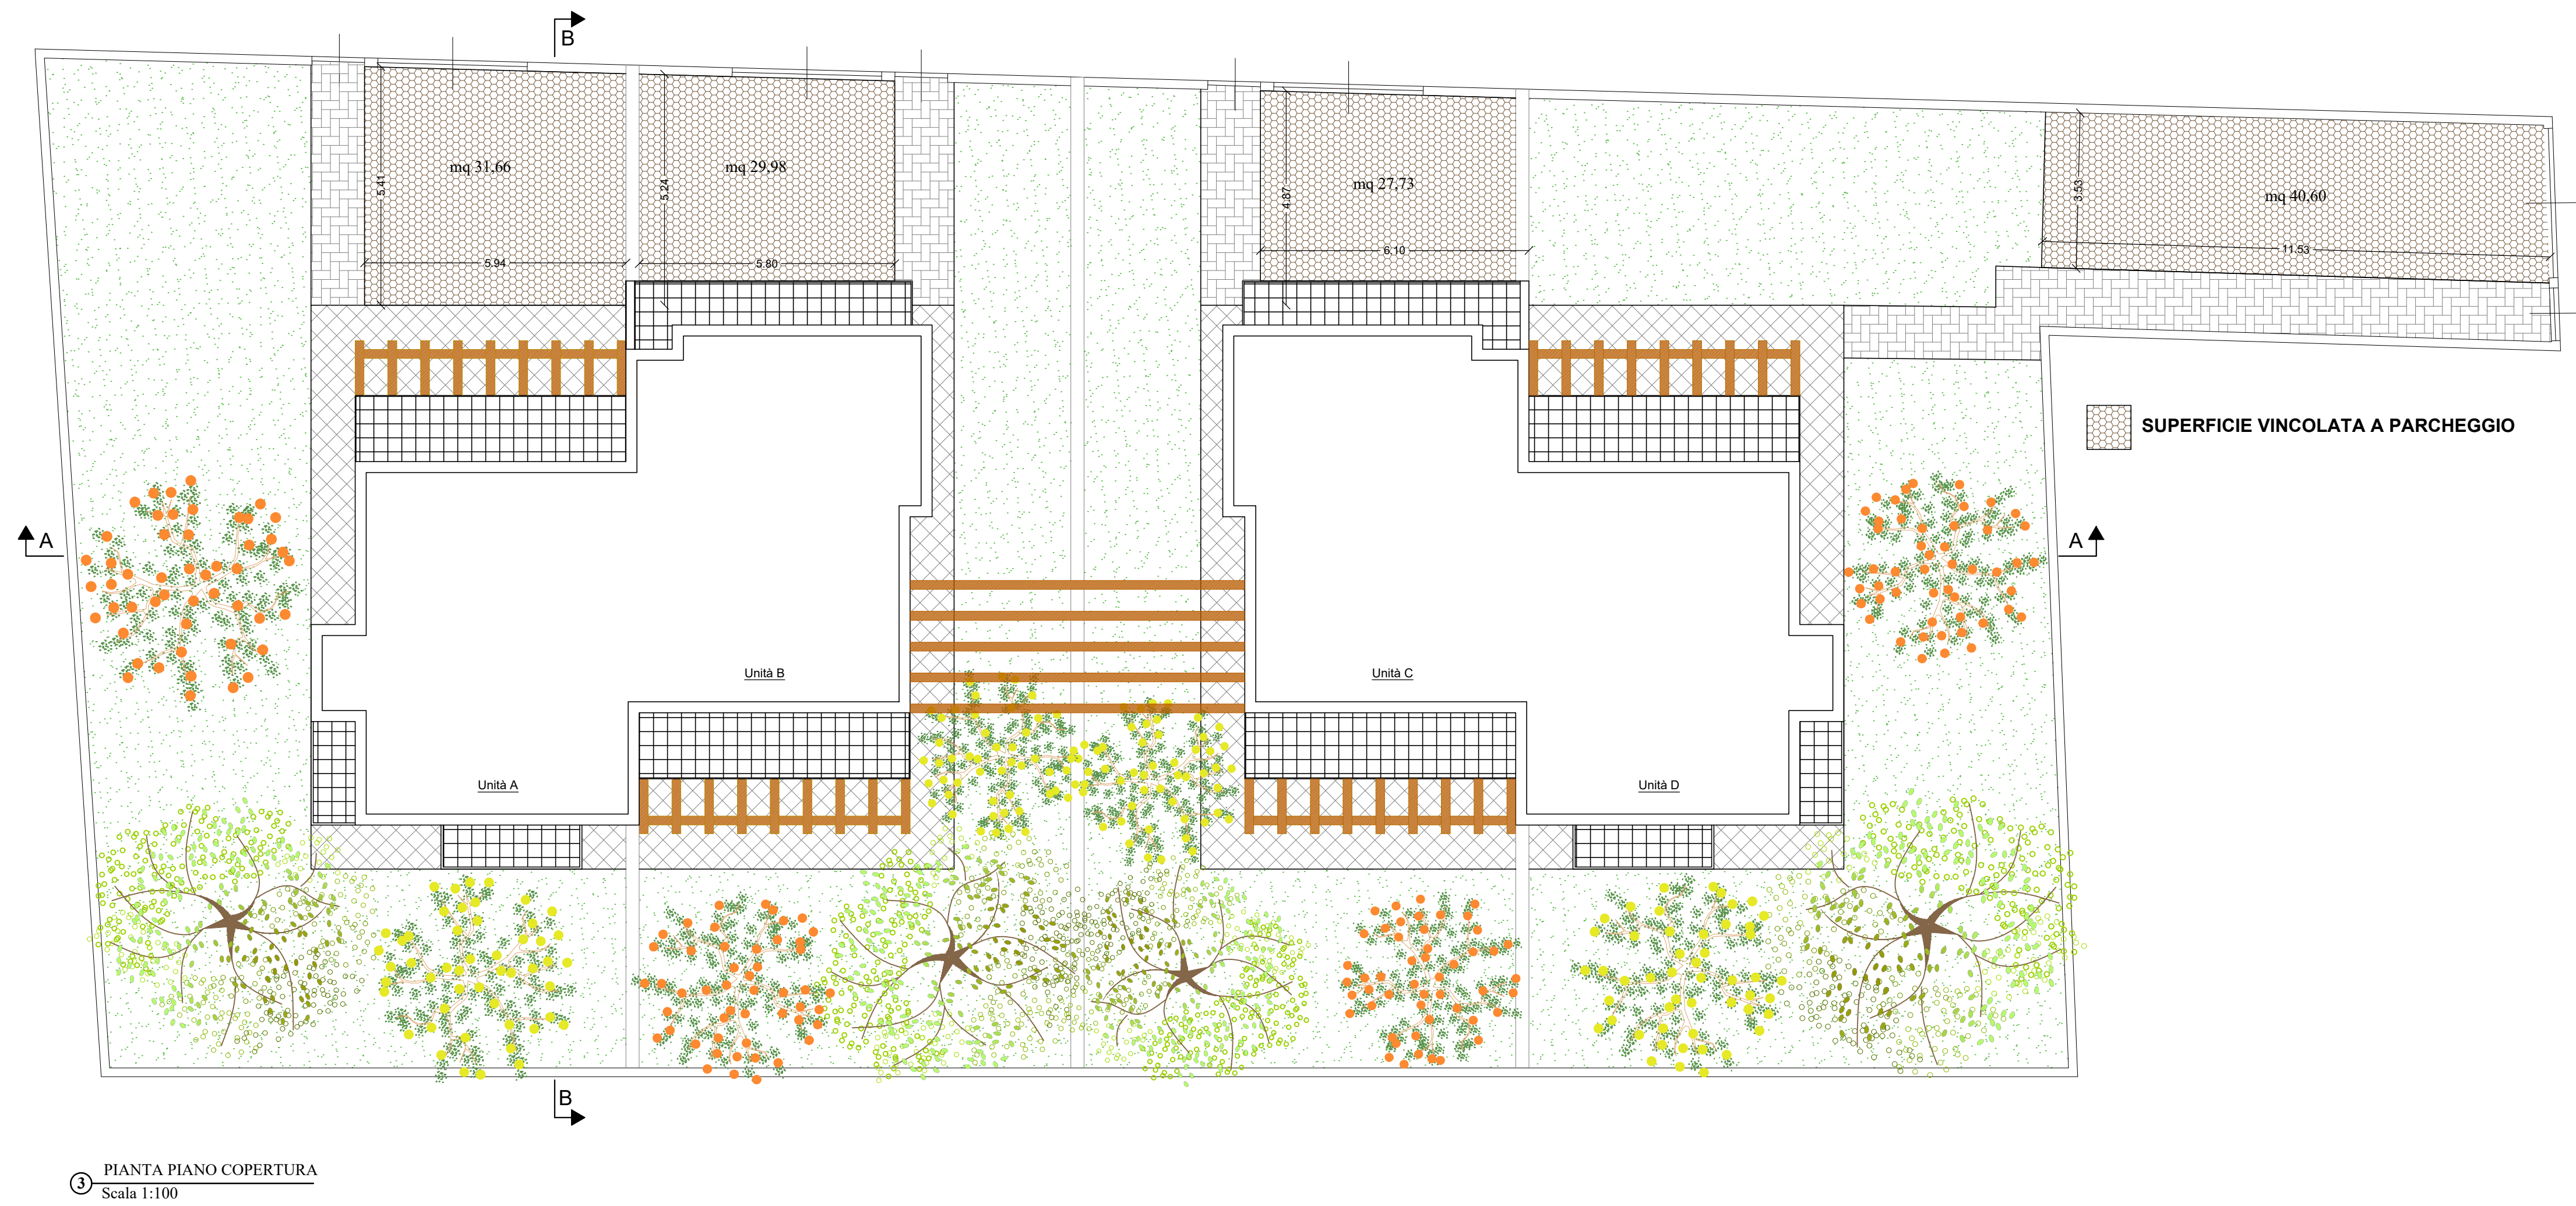 B
mq 31,66
mq 29,98
mq 27,73
mq 40,60
5.41
5.24
4.87
3.53
5.94
5.80
6.10
11.53
SUPERFICIE VINCOLATA A PARCHEGGIO
A
A
Unità B
Unità C
Unità A
Unità D
B
3
PIANTA PIANO COPERTURA
Scala 1:100